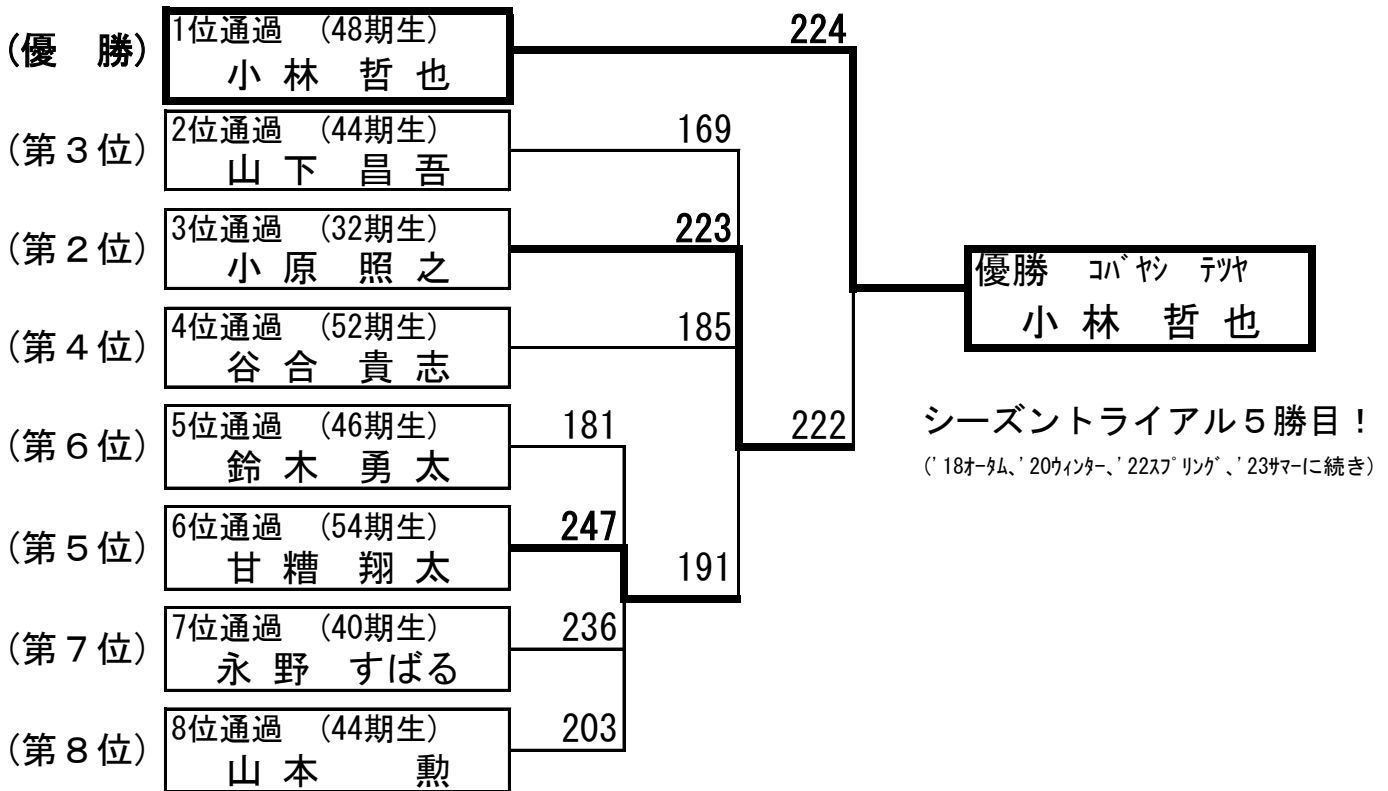 (優　勝)
1位通過　(48期生)
小 林　哲 也
224
(第３位)
2位通過　(44期生)
山 下　昌 吾
169
(第２位)
3位通過　(32期生)
小 原　照 之
223
優勝　ｺﾊﾞﾔｼ　ﾃﾂﾔ
小 林　哲 也
(第４位)
4位通過　(52期生)
谷 合　貴 志
185
(第６位)
5位通過　(46期生)
鈴 木　勇 太
181
222
シーズントライアル５勝目！
('18ｵｰﾀﾑ､'20ｳｨﾝﾀｰ､'22ｽﾌﾟﾘﾝｸﾞ､'23ｻﾏｰに続き)
(第５位)
6位通過　(54期生)
甘 糟　翔 太
247
191
(第７位)
7位通過　(40期生)
永 野　すばる
236
(第８位)
8位通過　(44期生)
山 本　　勲
203